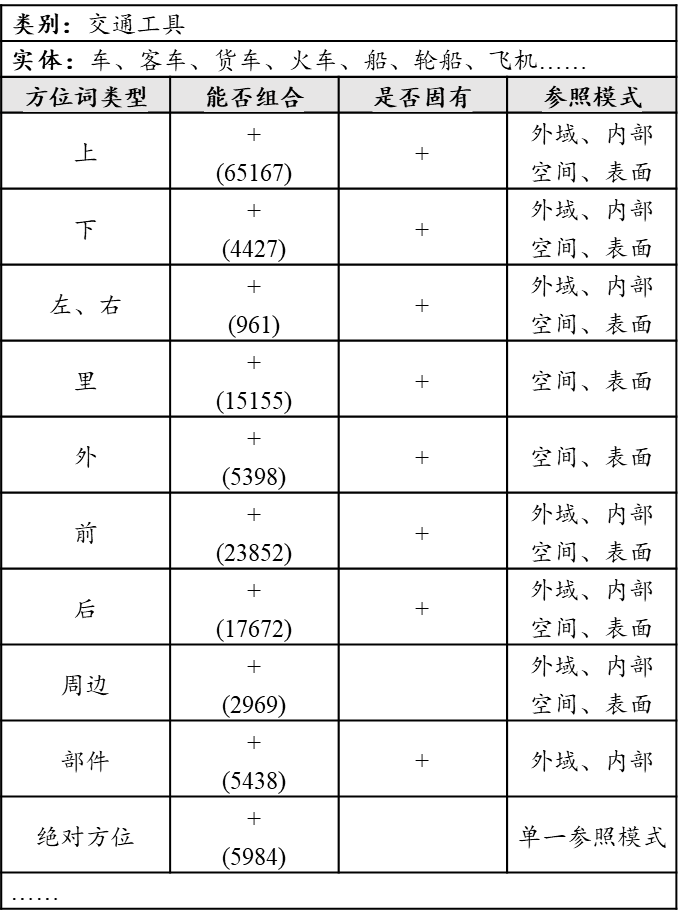 类别：交通工具
实体：车、客车、货车、火车、船、轮船、飞机……
方位词类型 能否组合 是否固有 参照模式
上 + (65167) + 外域、内部 空间、表面
下 + (4427) + 外域、内部 空间、表面
左、右 + (961) + 外域、内部 空间、表面
里 + (15155) + 空间、表面
外 + (5398) + 空间、表面
前 + (23852) + 外域、内部 空间、表面
后 + (17672) + 外域、内部 空间、表面
周边 + (2969) 外域、内部 空间、表面
部件 + (5438) + 外域、内部
绝对方位 + (5984) 单一参照模式
……